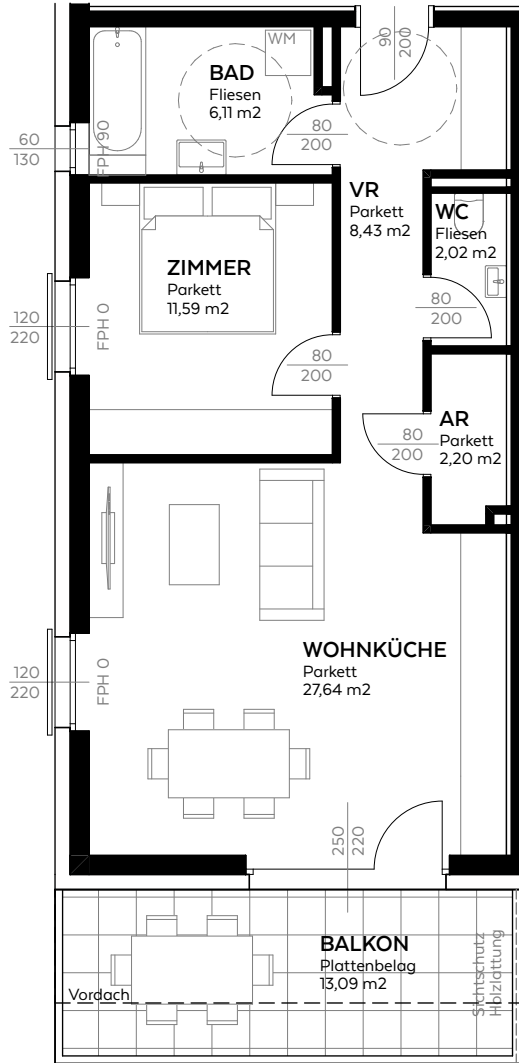 90
200
WM
BAD
Fliesen
6,11 m2
60
130
FPH 90
80
200
VR
Parkett
8,43 m2
WC
Fliesen
2,02 m2
ZIMMER
Parkett
11,59 m2
120
220
FPH 0
80
200
80
200
AR
Parkett
2,20 m2
80
200
WOHNKÜCHE
Parkett
27,64 m2
120
220
FPH 0
250
220
BALKON
Plattenbelag
13,09 m2
Vordach
Sichtschutz
Holzlattung